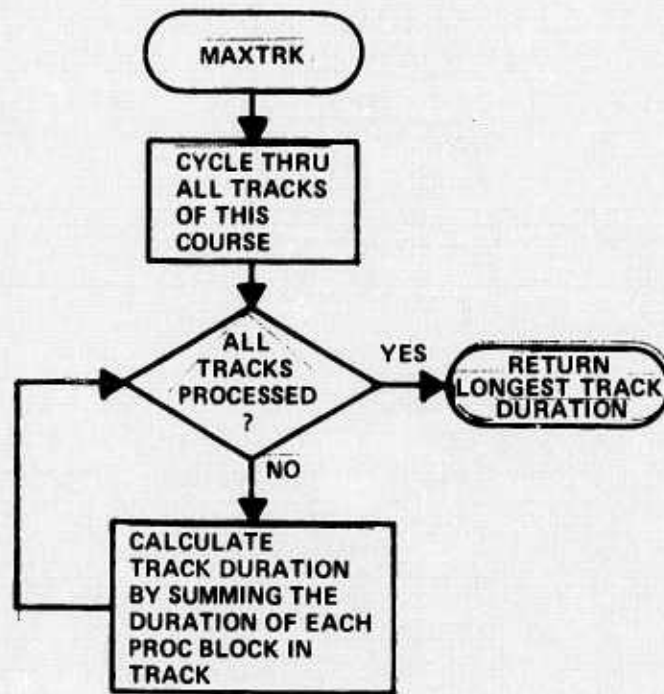 MAXTRK
CYCLE THRU
ALL TRACKS
OF THIS
COURSE
ALL
TRACKS
PROCESSED
?
YES
RETURN
LONGEST TRACK
DURATION
NO
CALCULATE
TRACK DURATION
BY SUMMING THE
DURATION OF EACH
PROC BLOCK IN
TRACK